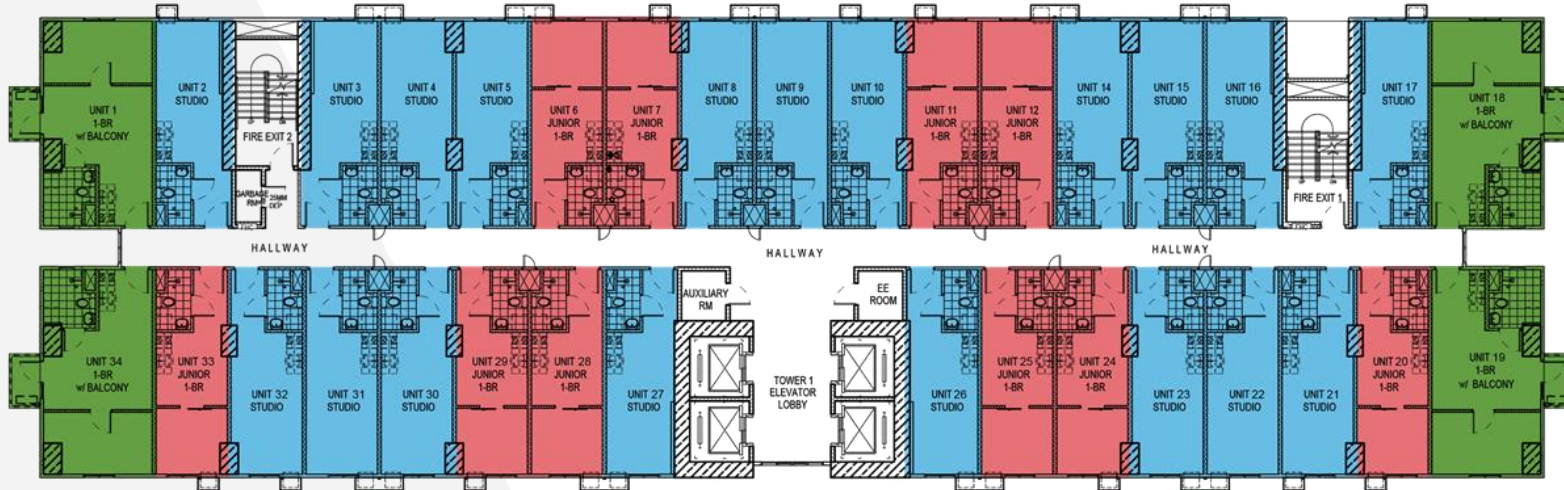 UNIT 1
1-BR
w/ BALCONY
UNIT 2
STUDIO
FIRE EXIT 2
GARBAGE
RM
25MM
DEP
UNIT 3
STUDIO
UNIT 4
STUDIO
UNIT 5
STUDIO
UNIT 6
JUNIOR
1-BR
UNIT 7
JUNIOR
1-BR
UNIT 8
STUDIO
UNIT 9
STUDIO
UNIT 10
STUDIO
UNIT 11
JUNIOR
1-BR
UNIT 12
JUNIOR
1-BR
UNIT 14
STUDIO
UNIT 15
STUDIO
UNIT 16
STUDIO
FIRE EXIT 1
UNIT 17
STUDIO
UNIT 18
1-BR
w/ BALCONY
HALLWAY
HALLWAY
HALLWAY
UNIT 34
1-BR
w/ BALCONY
UNIT 33
JUNIOR
1-BR
UNIT 32
STUDIO
UNIT 31
STUDIO
UNIT 30
STUDIO
UNIT 29
JUNIOR
1-BR
UNIT 28
JUNIOR
1-BR
UNIT 27
STUDIO
AUXILIARY
RM
TOWER 1
ELEVATOR
LOBBY
EE
ROOM
UNIT 26
STUDIO
UNIT 25
JUNIOR
1-BR
UNIT 24
JUNIOR
1-BR
UNIT 23
STUDIO
UNIT 22
STUDIO
UNIT 21
STUDIO
UNIT 20
JUNIOR
1-BR
UNIT 19
1-BR
w/ BALCONY